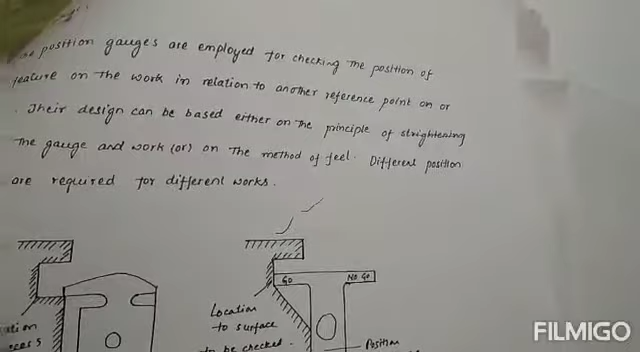 position gauges are employed for checking the position of
feature on the work in relation to another reference point on or
. Their design can be based either on the principle of strightening
the gauge and work (or) on the method of feel. Different position
are required for different works.
GO NO GO
Location
to surface
to be checked.
Position
FILMIGO